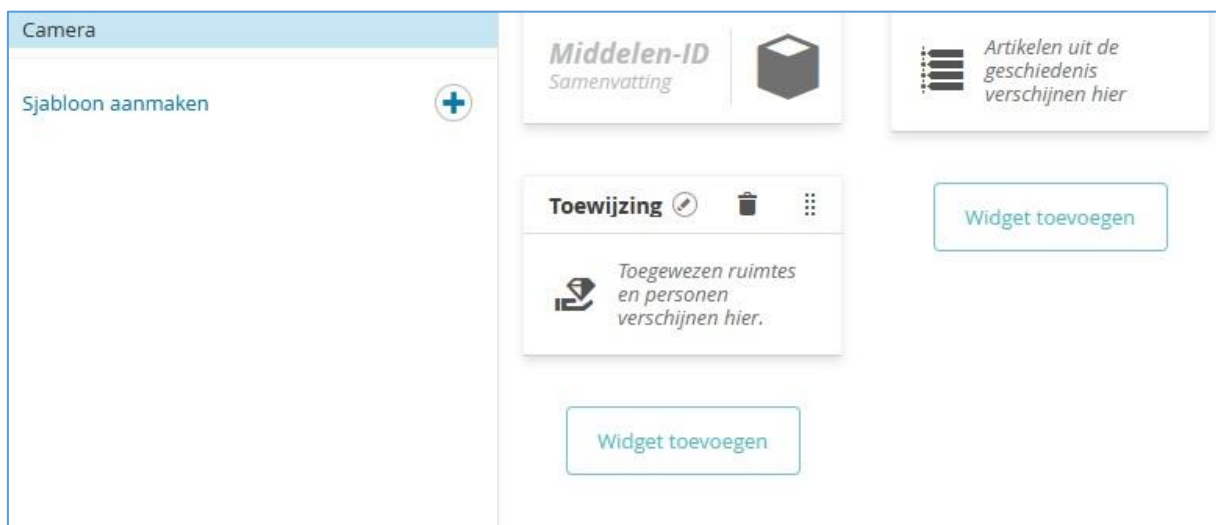 Camera
Sjabloon aanmaken
Middelen-ID
Samenvatting
Toewijzing
Toegewezen ruimtes
en personen
verschijnen hier.
Widget toevoegen
Artikelen uit de
geschiedenis
verschijnen hier
Widget toevoegen